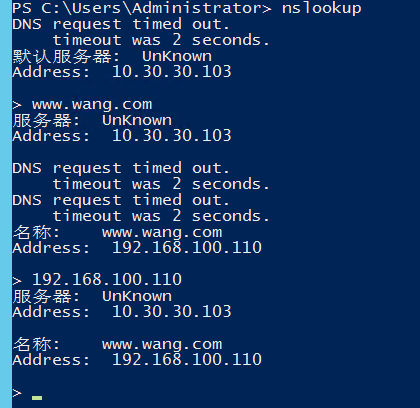 PS C:\Users\Administrator> nslookup
DNS request timed out.
    timeout was 2 seconds.
默认服务器:  UnKnown
Address:  10.30.30.103

> www.wang.com
服务器:  UnKnown
Address:  10.30.30.103

DNS request timed out.
    timeout was 2 seconds.
DNS request timed out.
    timeout was 2 seconds.
名称:    www.wang.com
Address:  192.168.100.110

> 192.168.100.110
服务器:  UnKnown
Address:  10.30.30.103

名称:    www.wang.com
Address:  192.168.100.110

>